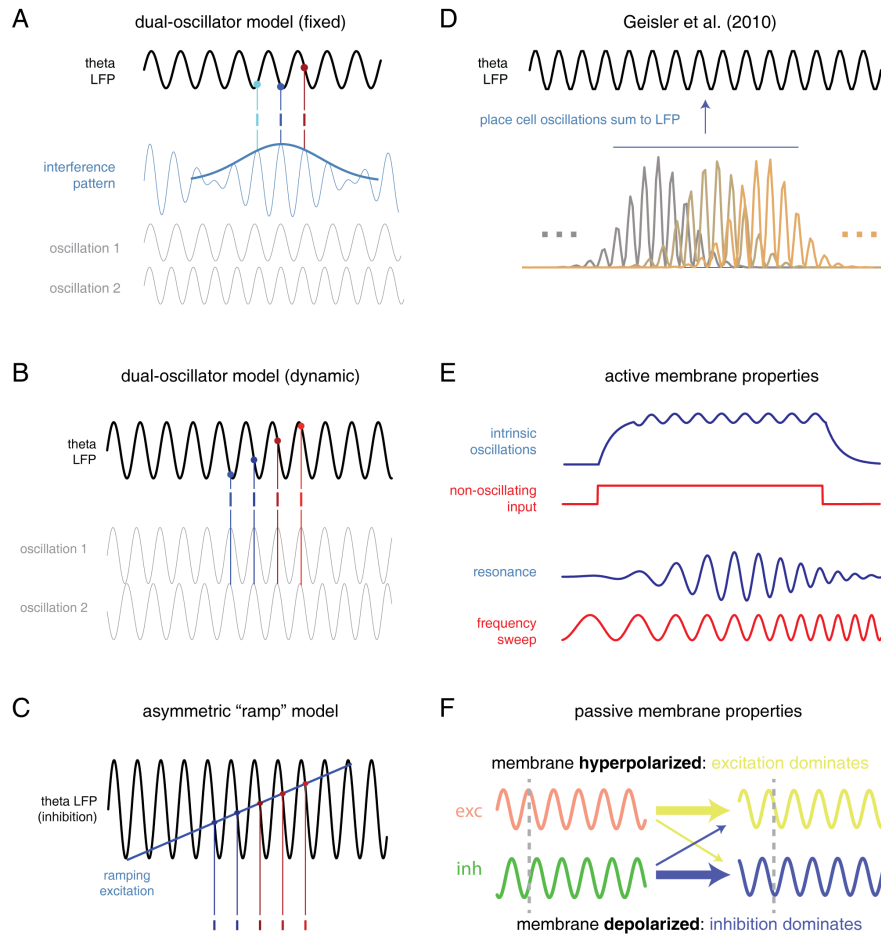 A
dual-oscillator model (fixed)
theta
LFP
interference
pattern
oscillation 1
oscillation 2
B
dual-oscillator model (dynamic)
theta
LFP
oscillation 1
oscillation 2
C
asymmetric “ramp” model
theta LFP
(inhibition)
ramping
excitation
D
Geisler et al. (2010)
theta
LFP
place cell oscillations sum to LFP
E
active membrane properties
intrinsic
oscillations
non-oscillating
input
resonance
frequency
sweep
F
passive membrane properties
membrane hyperpolarized: excitation dominates
exc
inh
membrane depolarized: inhibition dominates